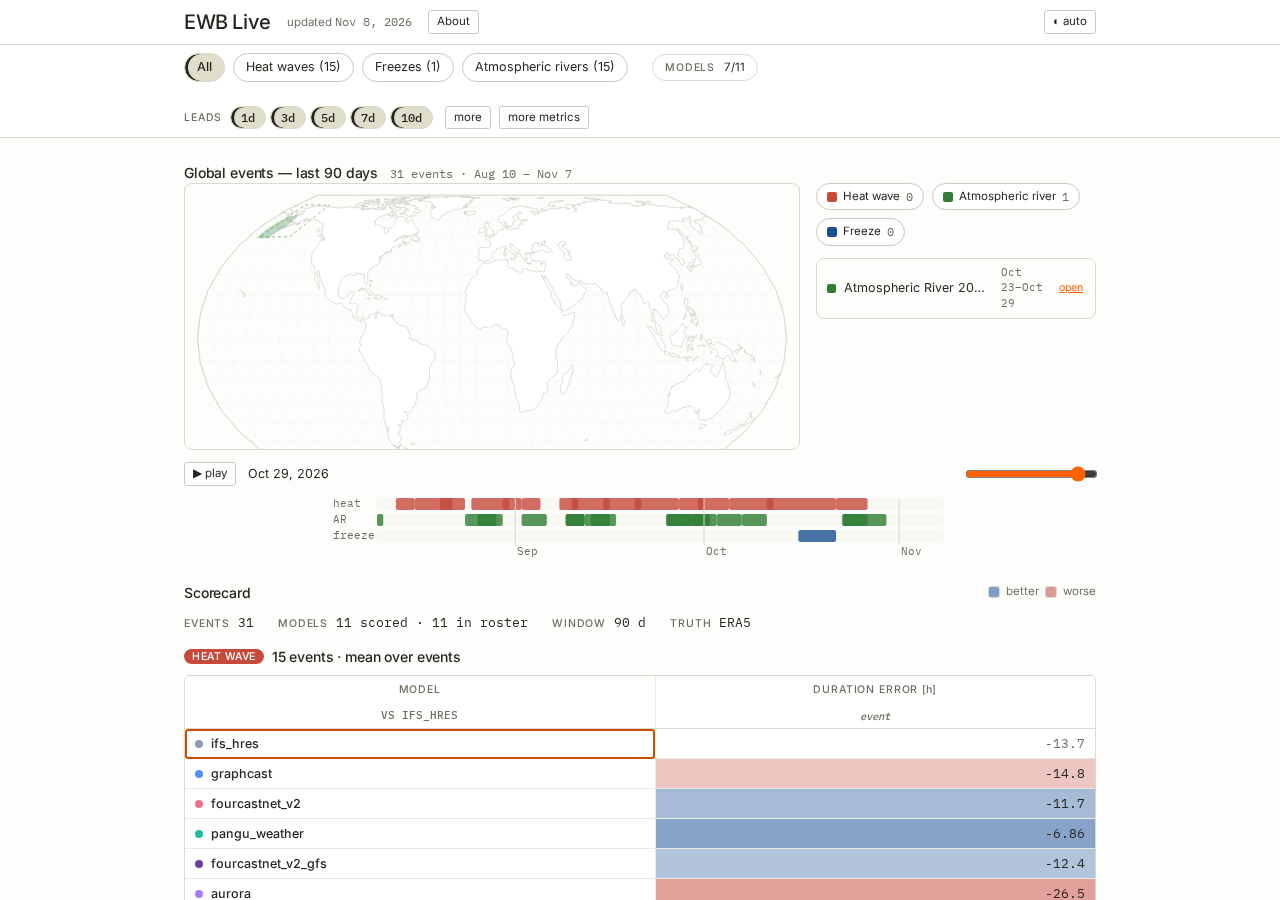 EWB Live updated Nov 8, 2026 About auto
All Heat waves (15) Freezes (1) Atmospheric rivers (15) MODELS 7/11
LEADS 1d 3d 5d 7d 10d more more metrics
Global events — last 90 days 31 events · Aug 10 – Nov 7
Heat wave 0 Atmospheric river 1
Freeze 0
Atmospheric River 20... Oct 23–Oct 29 open
▶ play Oct 29, 2026
heat
AR
freeze
Sep Oct Nov
Scorecard better worse
EVENTS 31 MODELS 11 scored · 11 in roster WINDOW 90 d TRUTH ERA5
HEAT WAVE 15 events · mean over events
MODEL DURATION ERROR [h]
VS IFS_HRES event
ifs_hres -13.7
graphcast -14.8
fourcastnet_v2 -11.7
pangu_weather -6.86
fourcastnet_v2_gfs -12.4
aurora -26.5